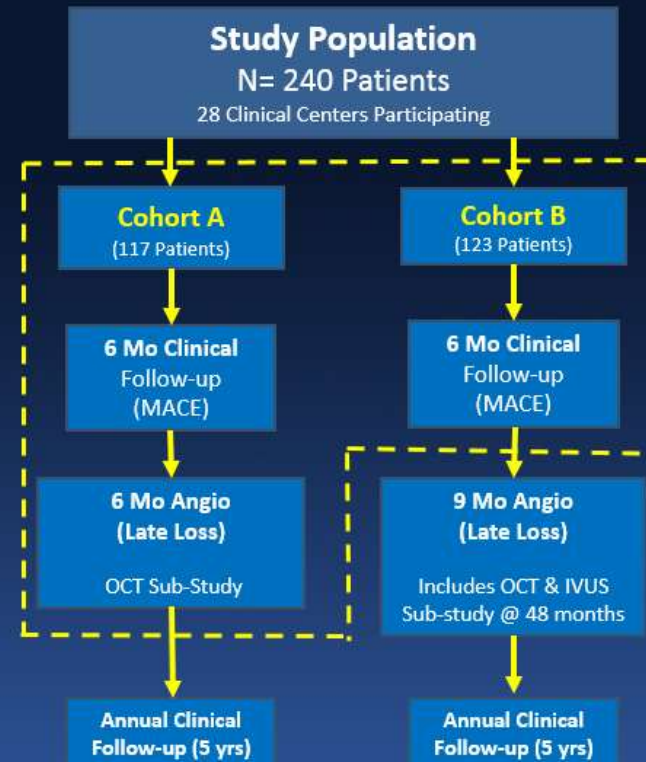 Study Population
N= 240 Patients
28 Clinical Centers Participating
Cohort A
(117 Patients)
Cohort B
(123 Patients)
6 Mo Clinical
Follow-up
(MACE)
6 Mo Clinical
Follow-up
(MACE)
6 Mo Angio
(Late Loss)
OCT Sub-Study
9 Mo Angio
(Late Loss)
Includes OCT & IVUS
Sub-study @ 48 months
Annual Clinical
Follow-up (5 yrs)
Annual Clinical
Follow-up (5 yrs)